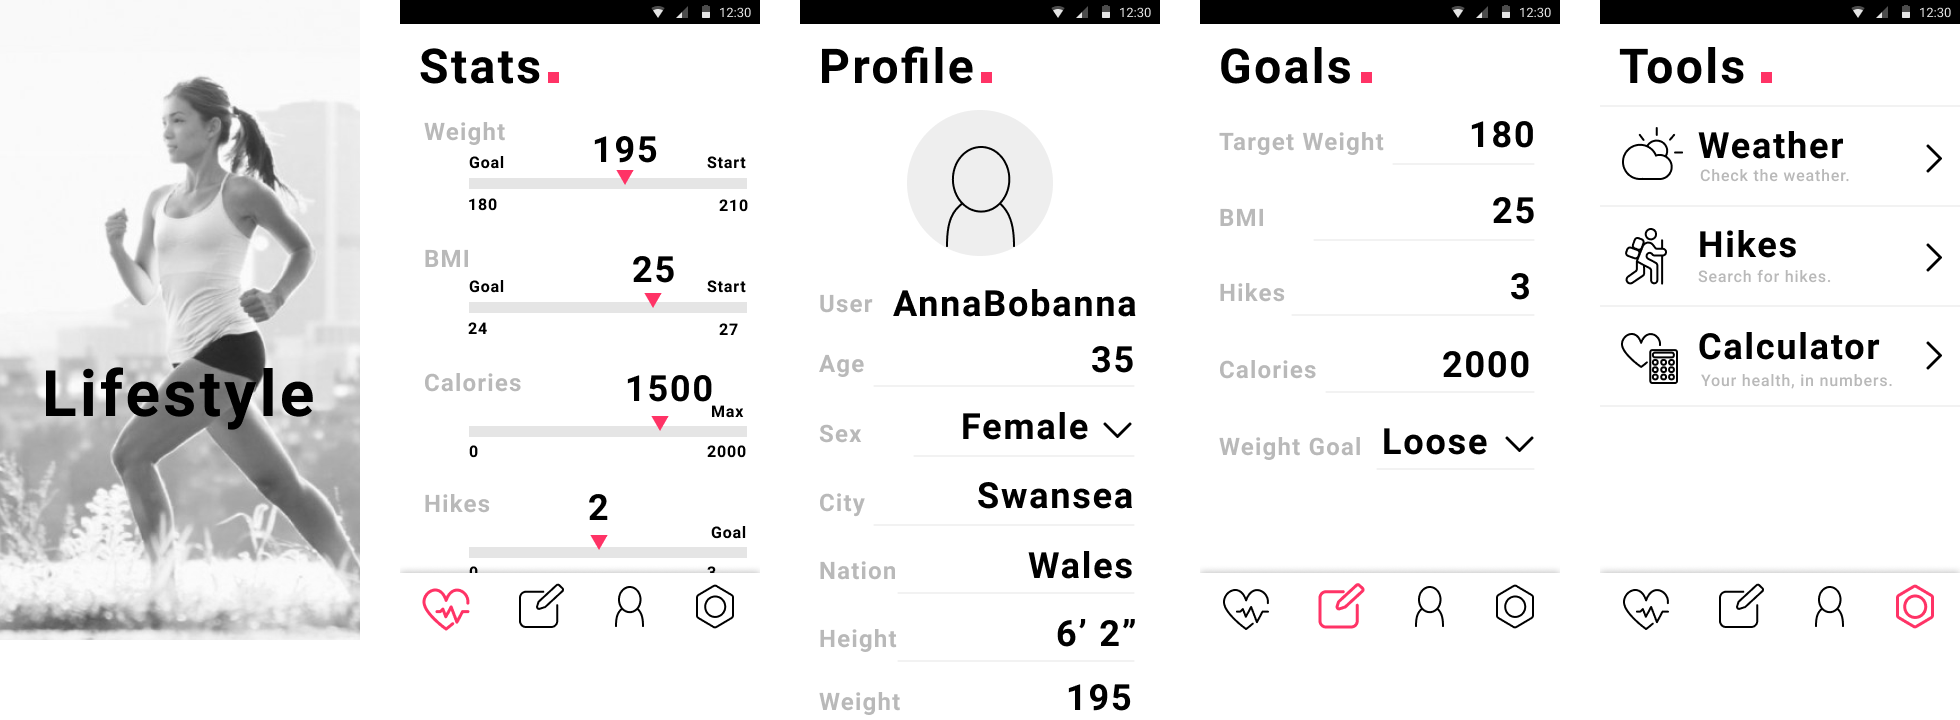 Lifestyle
12:30
Stats.
Weight
195
Goal
Start
180
210
BMI
25
Goal
Start
24
27
Calories
1500
Max
0
2000
Hikes
2
Goal
0
3
12:30
Profile.
User AnnaBobanna
Age 35
Sex Female
City Swansea
Nation Wales
Height 6’ 2”
Weight 195
12:30
Goals.
Target Weight 180
BMI 25
Hikes 3
Calories 2000
Weight Goal Loose
12:30
Tools.
Weather
Check the weather.
Hikes
Search for hikes.
Calculator
Your health, in numbers.